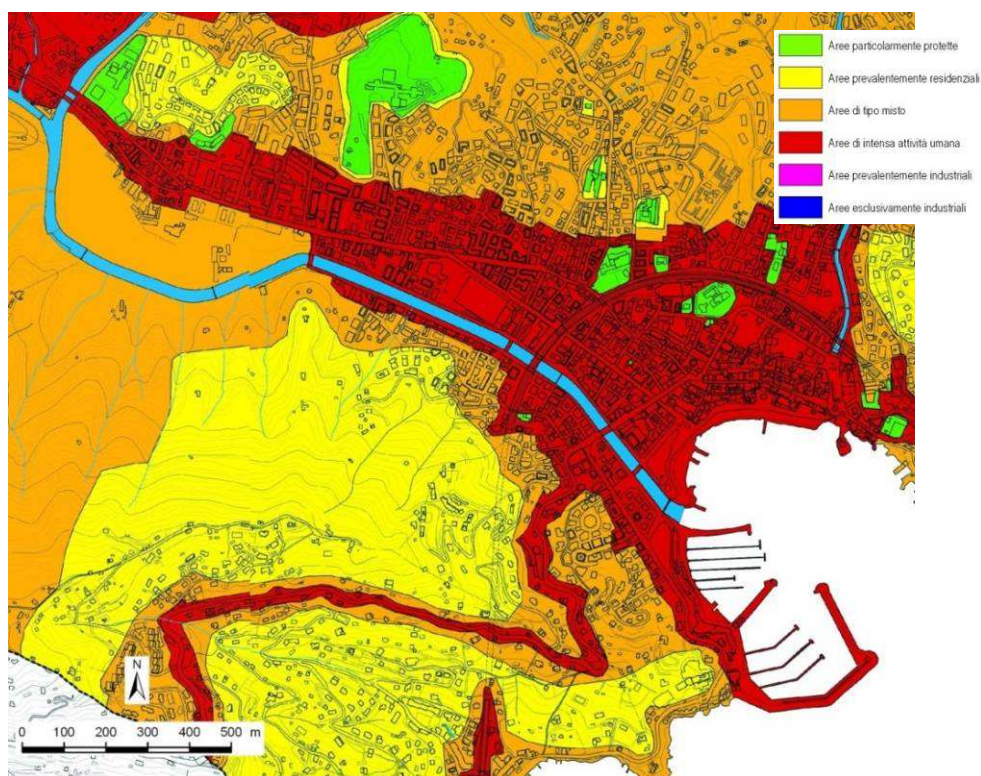 Aree particolarmente protette
Aree prevalentemente residenziali
Aree di tipo misto
Aree di intensa attività umana
Aree prevalentemente industriali
Aree esclusivamente industriali
N
0 100 200 300 400 500 m